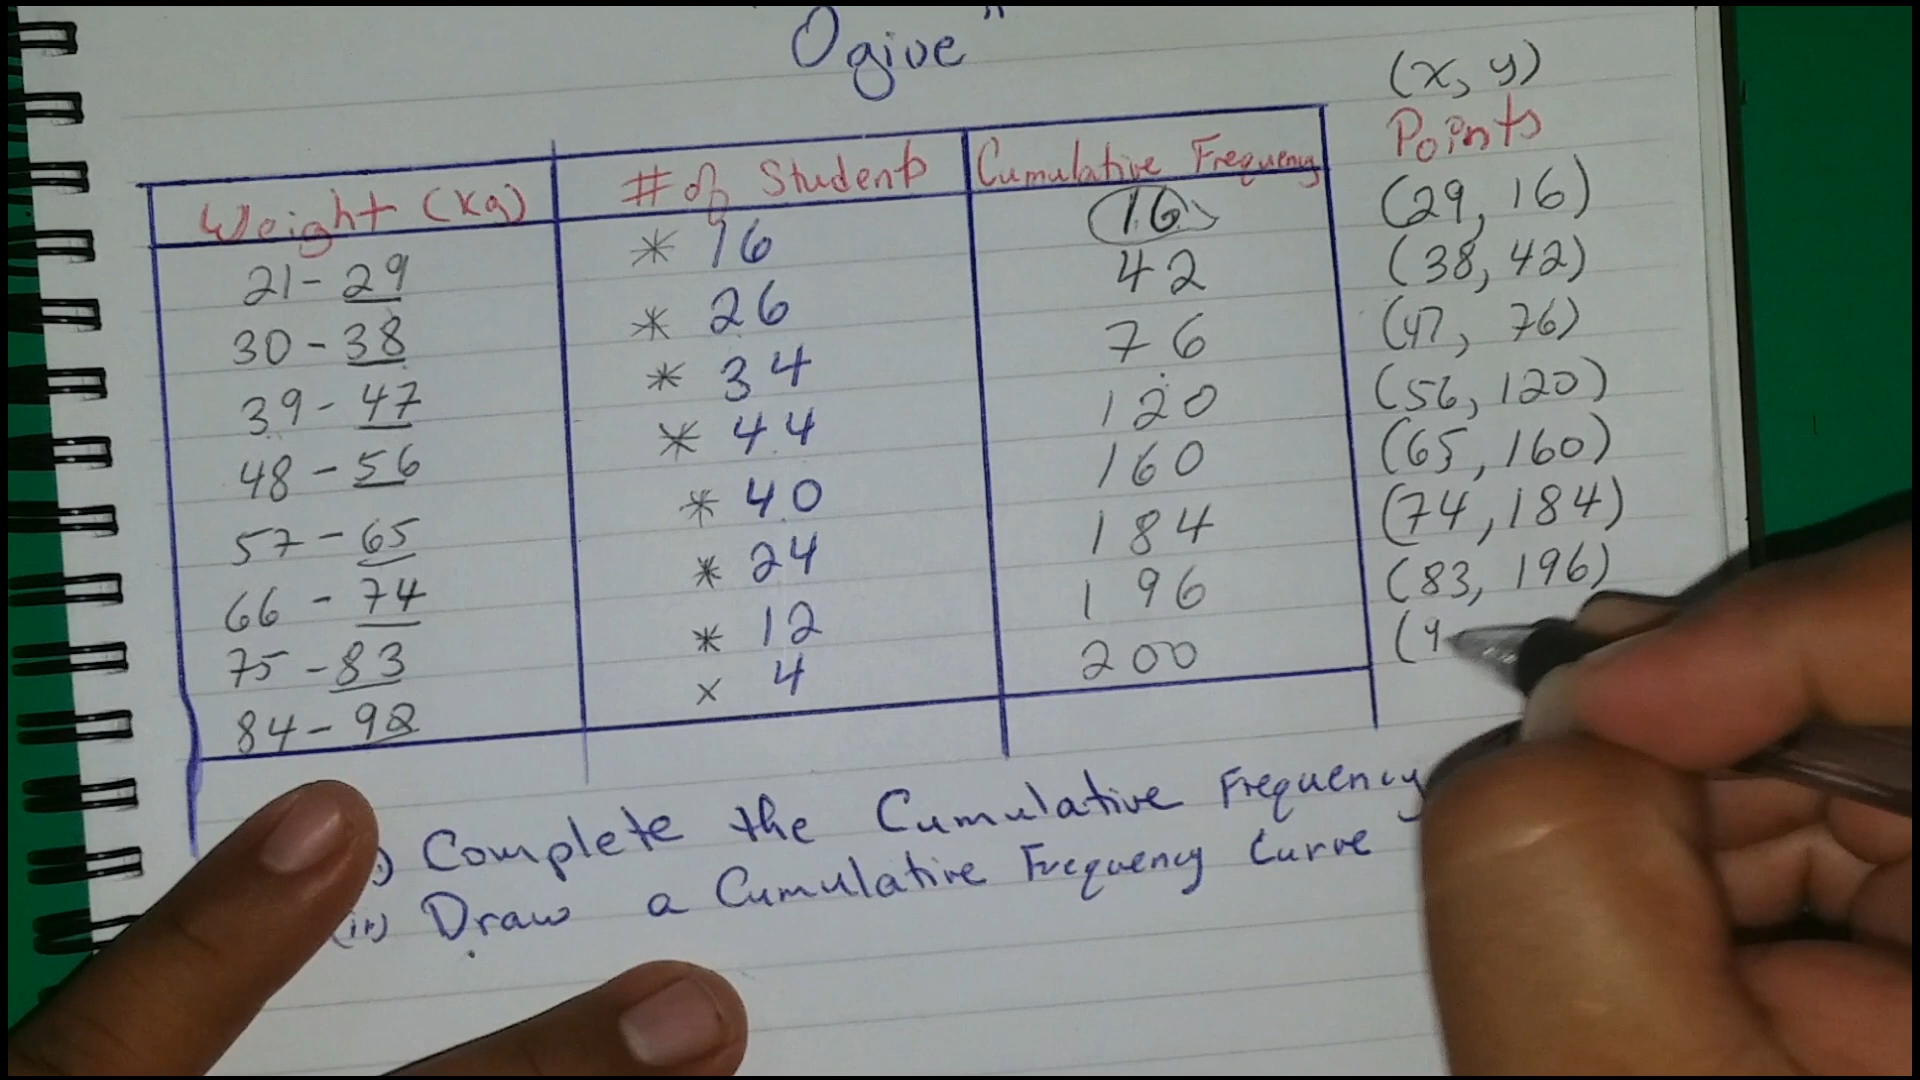 "Ogive"
(x, y)
Weight (Kg) # of Students Cumulative Frequency Points
21-29 * 16 16 (29, 16)
30-38 * 26 42 (38, 42)
39-47 * 34 76 (47, 76)
48-56 * 44 120 (56, 120)
57-65 * 40 160 (65, 160)
66-74 * 24 184 (74, 184)
75-83 * 12 196 (83, 196)
84-92 x 4 200 (9
) Complete the Cumulative Frequency
(ii) Draw a Cumulative Frequency Curve